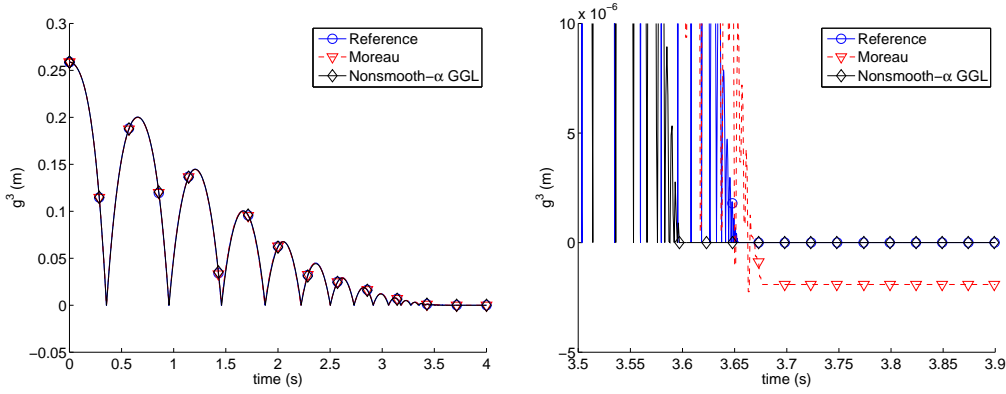 0.3
0.25
0.2
0.15
0.1
0.05
0
−0.05
g³ (m)
0 0.5 1 1.5 2 2.5 3 3.5 4
time (s)
Reference
Moreau
Nonsmooth−α GGL
x 10⁻⁶
10
5
0
−5
g³ (m)
3.5 3.55 3.6 3.65 3.7 3.75 3.8 3.85 3.9
time (s)
Reference
Moreau
Nonsmooth−α GGL